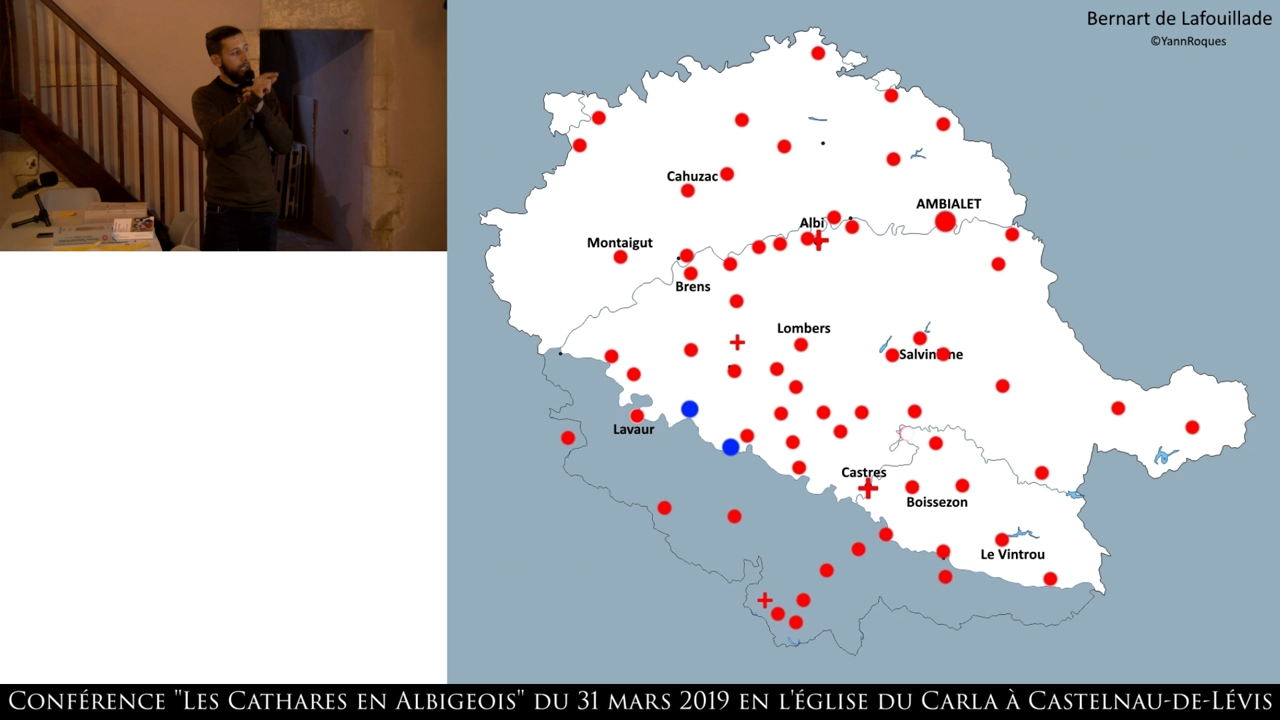 Bernart de Lafouillade
©YannRoques
Cahuzac
AMBIALET
Albi
Montaigut
Brens
Lombers
Lavaur
Castres
Boissezon
Le Vintrou
CONFÉRENCE "LES CATHARES EN ALBIGEOIS" DU 31 MARS 2019 EN L'ÉGLISE DU CARLA À CASTELNAU-DE-LÉVIS